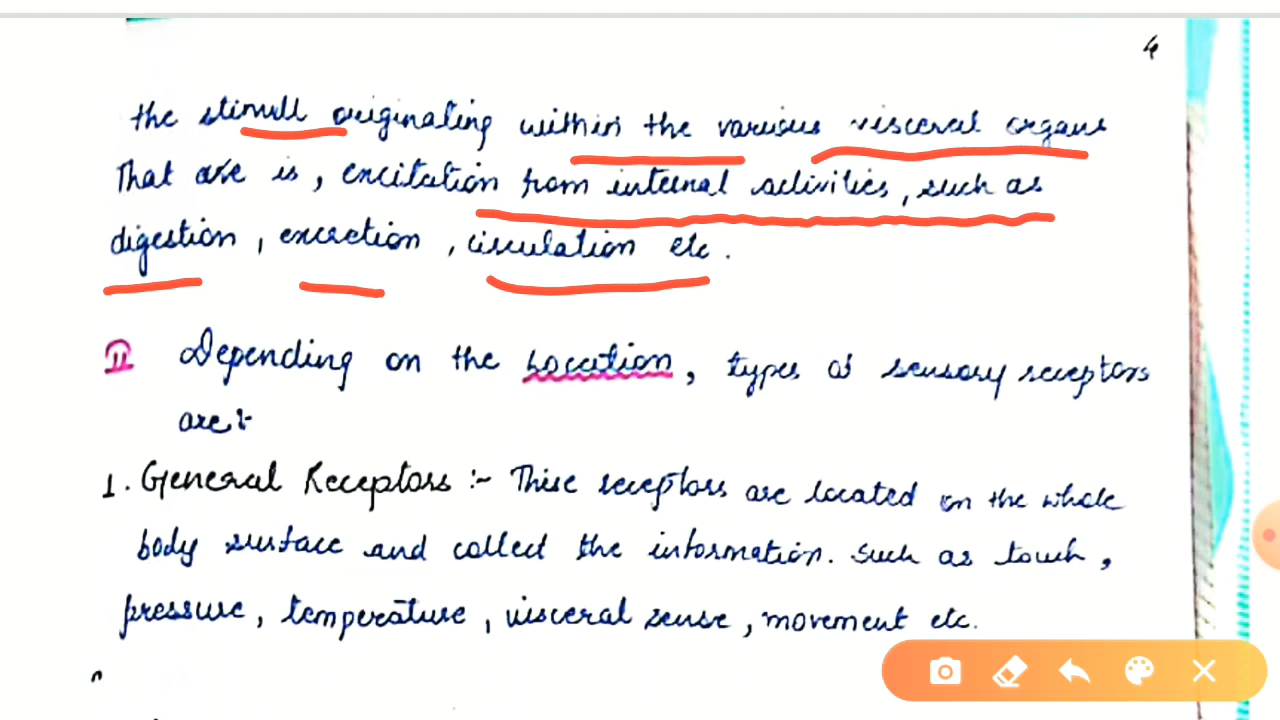 4
the stimuli originating within the various visceral organs
That are is, excitation from internal activities, such as
digestion, excretion, circulation etc.
II Depending on the Location, types of sensory receptors
are:-
1. General Receptors :- These receptors are located on the whole
body surface and collect the information. Such as touch,
pressure, temperature, visceral sense, movement etc.